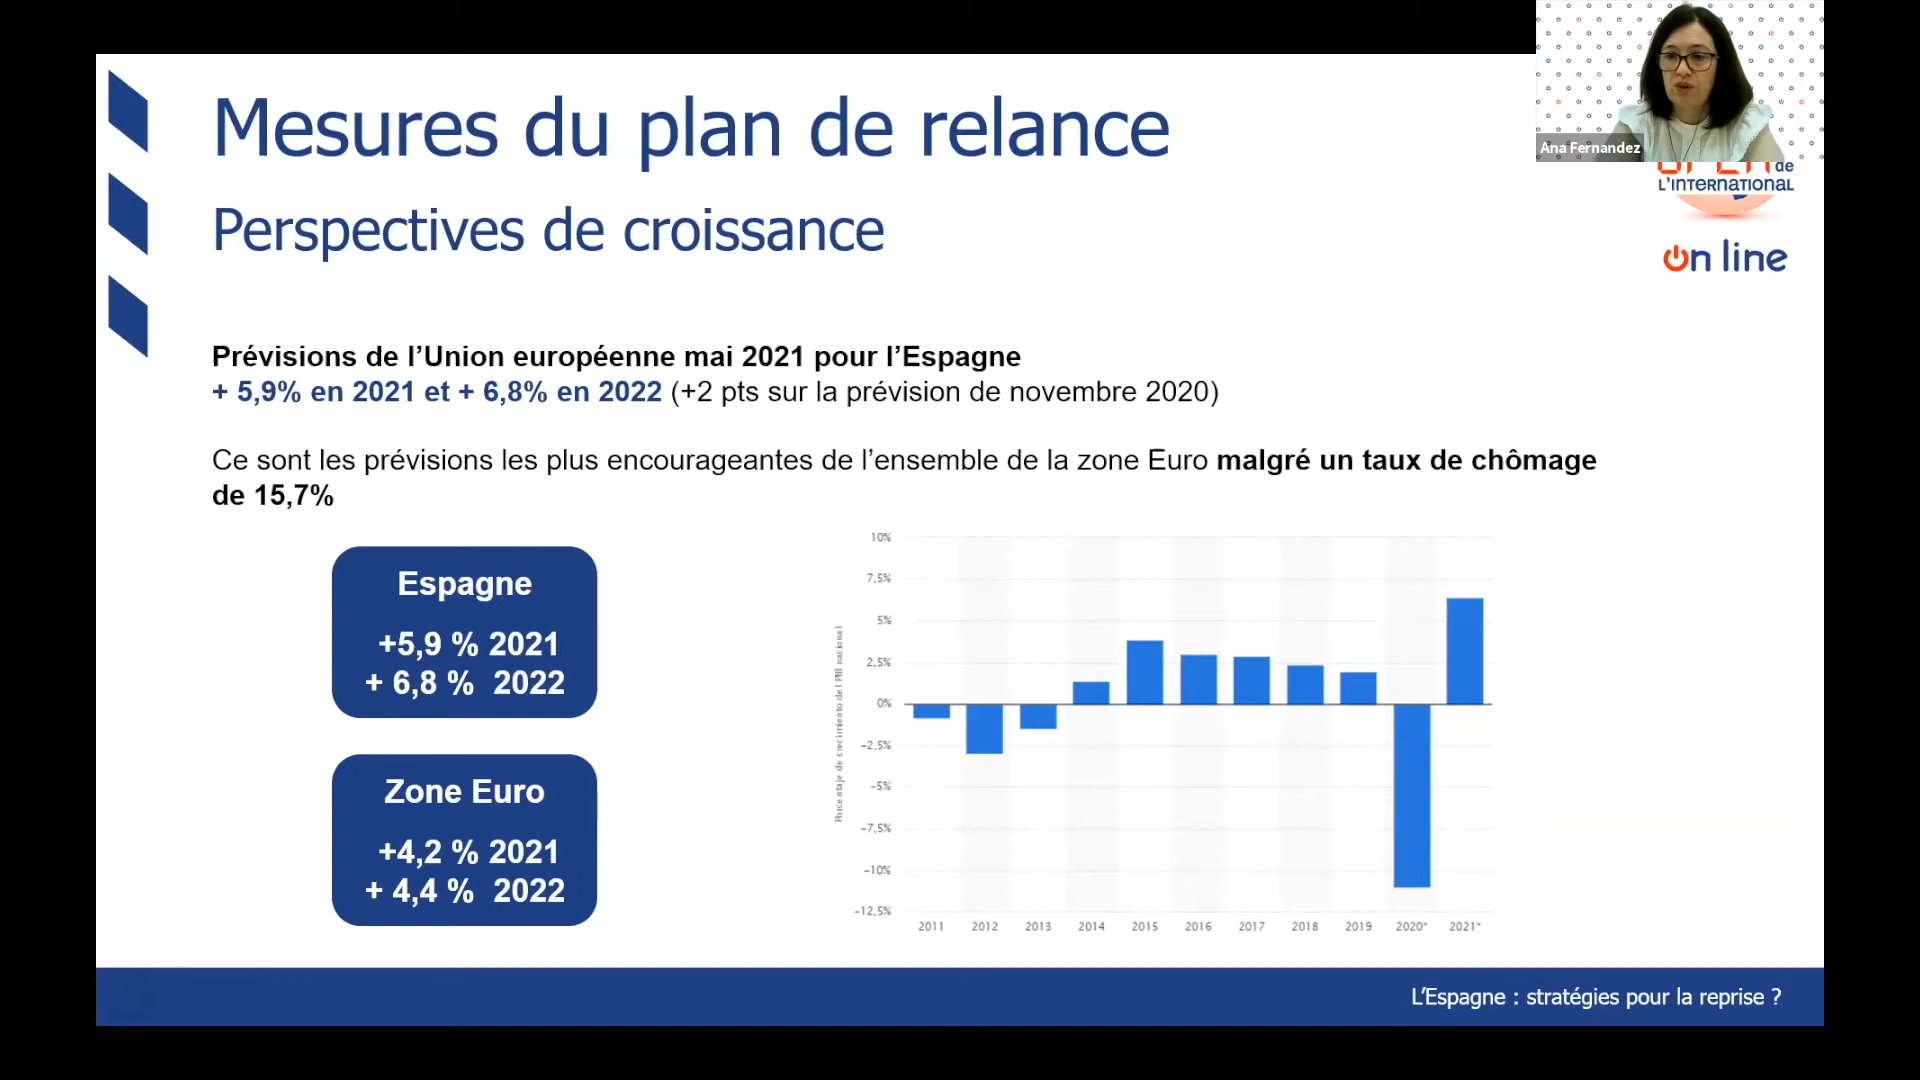 Mesures du plan de relance
Perspectives de croissance
Ana Fernandez
de
L'INTERNATIONAL
On line
Prévisions de l’Union européenne mai 2021 pour l’Espagne
+ 5,9% en 2021 et + 6,8% en 2022 (+2 pts sur la prévision de novembre 2020)
Ce sont les prévisions les plus encourageantes de l’ensemble de la zone Euro malgré un taux de chômage
de 15,7%
Espagne
+5,9 % 2021
+ 6,8 % 2022
Zone Euro
+4,2 % 2021
+ 4,4 % 2022
Porcentaje de crecimiento del PIB nacional
10%
7,5%
5%
2,5%
0%
-2,5%
-5%
-7,5%
-10%
-12,5%
2011 2012 2013 2014 2015 2016 2017 2018 2019 2020* 2021*
L’Espagne : stratégies pour la reprise ?